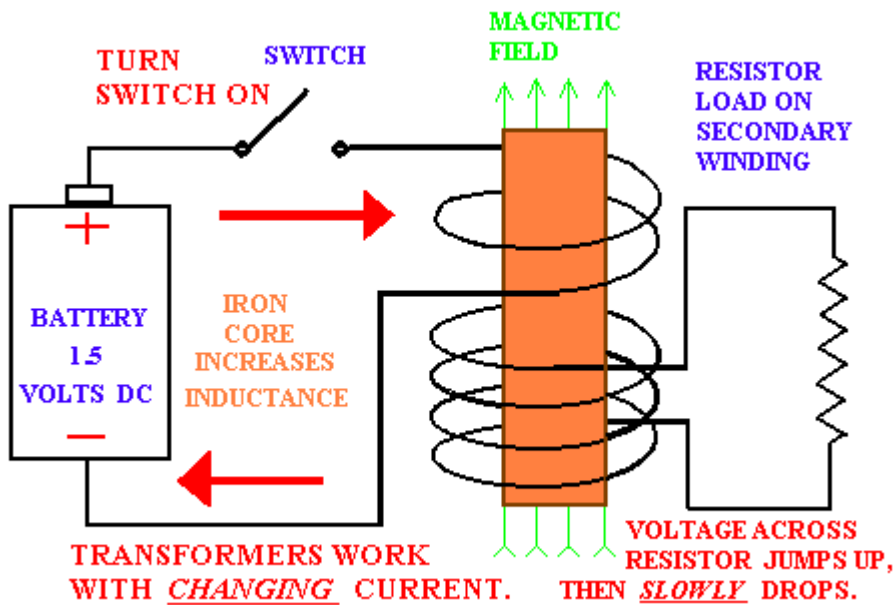 MAGNETIC
FIELD
TURN
SWITCH ON
SWITCH
RESISTOR
LOAD ON
SECONDARY
WINDING
+
BATTERY
1.5
VOLTS DC
−
IRON
CORE
INCREASES
INDUCTANCE
TRANSFORMERS WORK
WITH CHANGING CURRENT.
VOLTAGE ACROSS
RESISTOR JUMPS UP,
THEN SLOWLY DROPS.